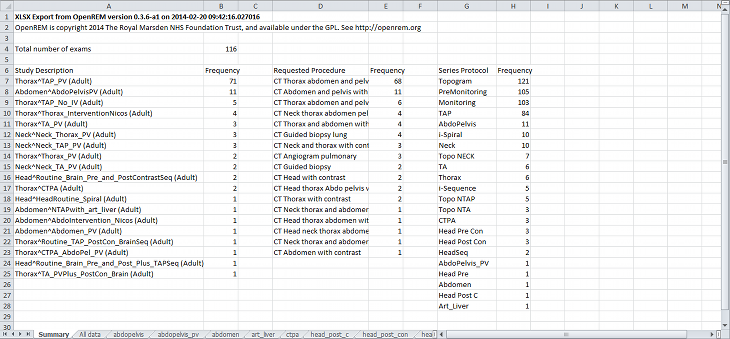 A B C D E F G H I J K L M N
1 XLSX Export from OpenREM version 0.3.6-a1 on 2014-02-20 09:42:16.027016
2 OpenREM is copyright 2014 The Royal Marsden NHS Foundation Trust, and available under the GPL. See http://openrem.org
3
4 Total number of exams 116
5
6 Study Description Frequency Requested Procedure Frequency Series Protocol Frequency
7 Thorax^TAP_PV (Adult) 71 CT Thorax abdomen and pelv 68 Topogram 121
8 Abdomen^AbdoPelvisPV (Adult) 11 CT Abdomen and pelvis with 11 PreMonitoring 105
9 Thorax^TAP_No_IV (Adult) 5 CT Thorax abdomen and pelv 6 Monitoring 103
10 Thorax^Thorax_InterventionNicos (Adult) 4 CT Neck thorax abdomen pel 4 TAP 84
11 Thorax^TA_PV (Adult) 3 CT Thorax and abdomen with 4 AbdoPelvis 11
12 Neck^Neck_Thorax_PV (Adult) 3 CT Guided biopsy lung 4 i-Spiral 10
13 Neck^Neck_TAP_PV (Adult) 3 CT Neck and thorax with cont 3 Neck 10
14 Thorax^Thorax_PV (Adult) 2 CT Angiogram pulmonary 3 Topo NECK 7
15 Neck^Neck_TA_PV (Adult) 2 CT Guided biopsy 2 TA 6
16 Head^Routine_Brain_Pre_and_PostContrastSeq (Adult) 2 CT Head with contrast 2 Thorax 6
17 Thorax^CTPA (Adult) 2 CT Head thorax Abdo pelvis v 2 i-Sequence 5
18 Head^HeadRoutine_Spiral (Adult) 1 CT Thorax with contrast 2 Topo NTAP 5
19 Abdomen^NTAPwith_art_liver (Adult) 1 CT Neck thorax and abdomer 1 Topo NTA 3
20 Abdomen^AbdoIntervention_Nicos (Adult) 1 CT Head thorax abdomen wit 1 CTPA 3
21 Abdomen^Abdomen_PV (Adult) 1 CT Head neck thorax abdome 1 Head Pre Con 3
22 Thorax^Routine_TAP_PostCon_BrainSeq (Adult) 1 CT Neck thorax and abdomer 1 Head Post Con 3
23 Thorax^CTPA_AbdoPel_PV (Adult) 1 CT Abdomen with contrast 1 HeadSeq 2
24 Head^Routine_Brain_Pre_and_Post_Plus_TAPSeq (Adult) 1 AbdoPelvis_PV 1
25 Thorax^TA_PVPlus_PostCon_Brain (Adult) 1 Head Pre 1
26 Abdomen 1
27 Head Post C 1
28 Art_Liver 1
29
30
Summary All data abdopelvis abdopelvis_pv abdomen art_liver ctpa head_post_c head_post_con head